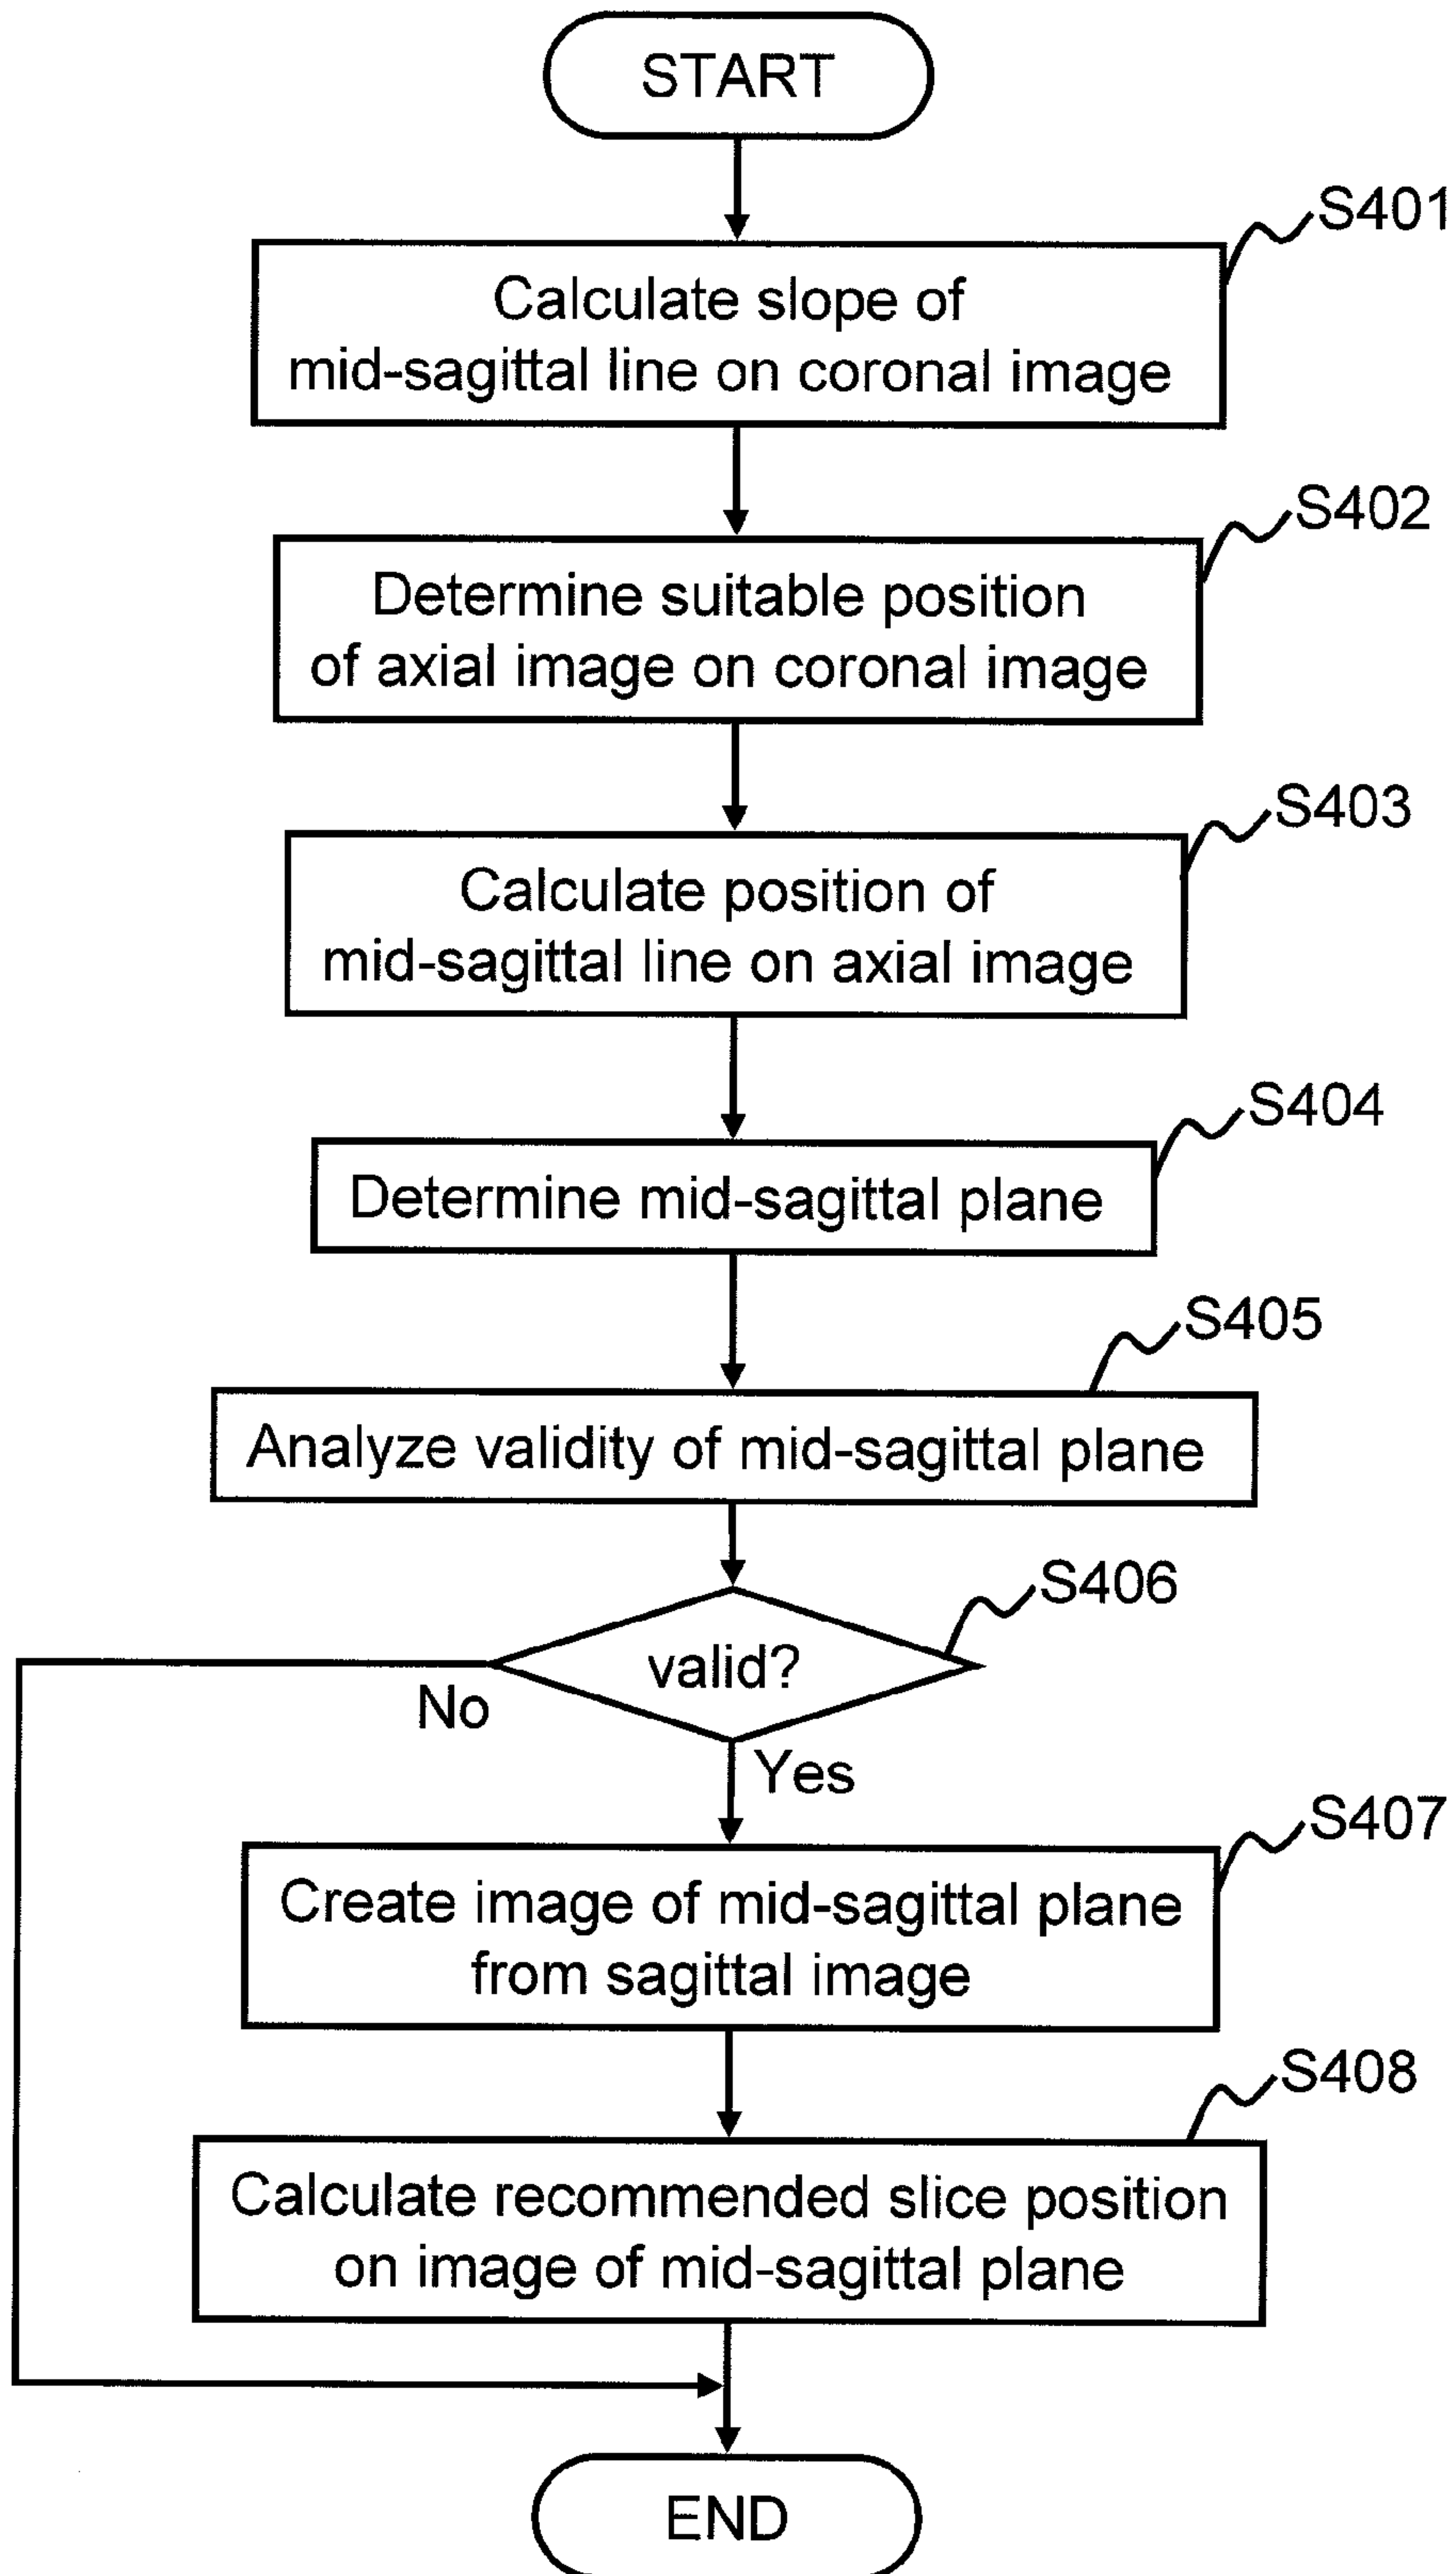 START
S401
Calculate slope of
mid-sagittal line on coronal image
S402
Determine suitable position
of axial image on coronal image
S403
Calculate position of
mid-sagittal line on axial image
S404
Determine mid-sagittal plane
S405
Analyze validity of mid-sagittal plane
S406
valid?
No
Yes
S407
Create image of mid-sagittal plane
from sagittal image
S408
Calculate recommended slice position
on image of mid-sagittal plane
END